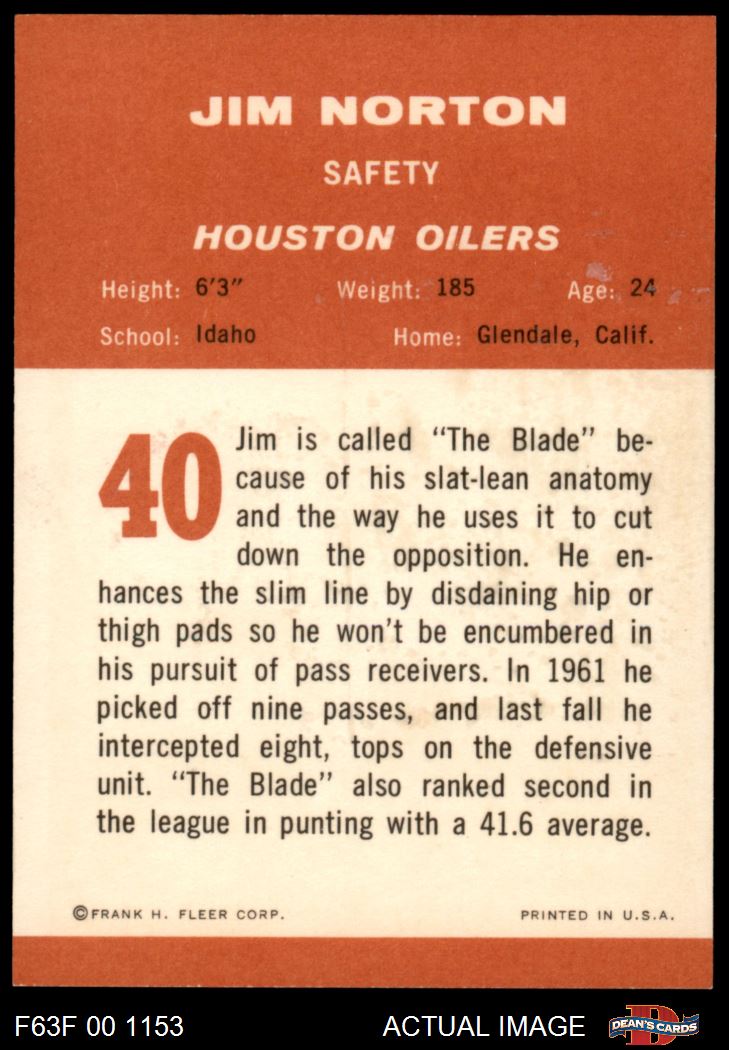 JIM NORTON
SAFETY
HOUSTON OILERS
Height: 6'3" Weight: 185 Age: 24
School: Idaho Home: Glendale, Calif.
40
Jim is called "The Blade" be-
cause of his slat-lean anatomy
and the way he uses it to cut
down the opposition. He en-
hances the slim line by disdaining hip or
thigh pads so he won't be encumbered in
his pursuit of pass receivers. In 1961 he
picked off nine passes, and last fall he
intercepted eight, tops on the defensive
unit. "The Blade" also ranked second in
the league in punting with a 41.6 average.
©FRANK H. FLEER CORP. PRINTED IN U.S.A.
F63F 00 1153 ACTUAL IMAGE D DEAN'S CARDS